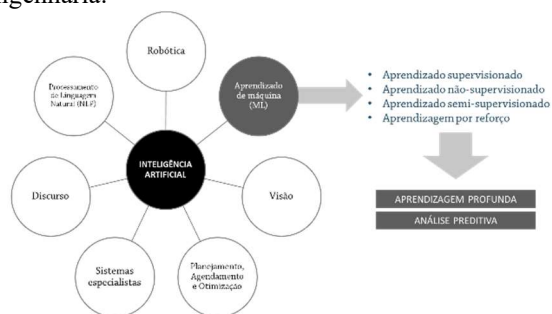 Robótica
Processamento
de Linguagem
Natural (NLP)
Aprendizado
de máquina
(ML)
• Aprendizado supervisionado
• Aprendizado não-supervisionado
• Aprendizado semi-supervisionado
• Aprendizagem por reforço
INTELIGÊNCIA
ARTIFICIAL
Discurso
Visão
APRENDIZAGEM PROFUNDA
ANÁLISE PREDITIVA
Sistemas
especialistas
Planejamento,
Agendamento
e Otimização